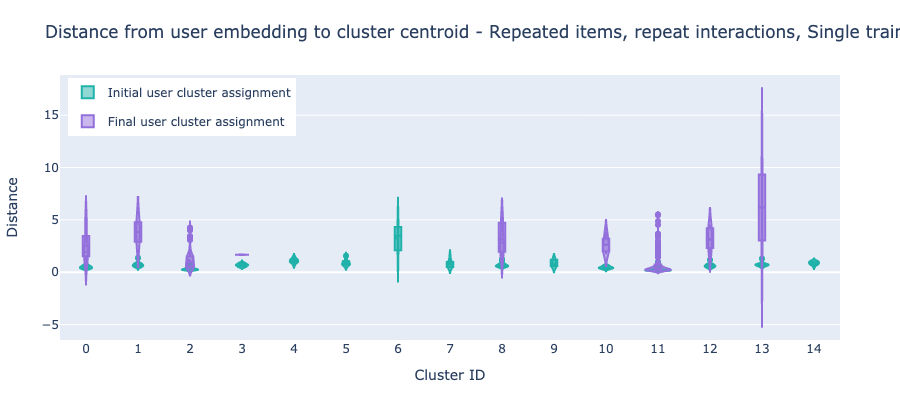 Distance from user embedding to cluster centroid - Repeated items, repeat interactions, Single
Initial user cluster assignment
Final user cluster assignment
15
10
5
0
−5
Distance
0 1 2 3 4 5 6 7 8 9 10 11 12 13 14
Cluster ID